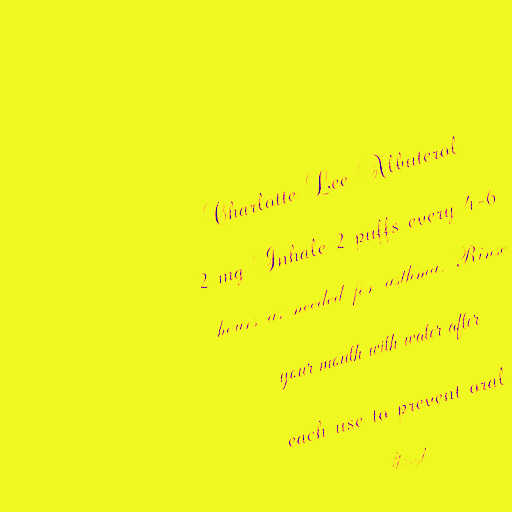 Charlotte Lee Albuterol
2 mg Inhale 2 puffs every 4-6
hours as needed for asthma. Rinse
your mouth with water after
each use to prevent oral